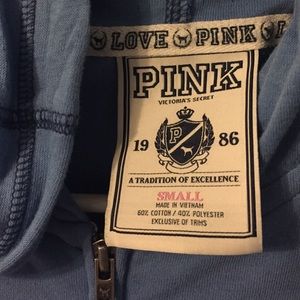 LOVE PINK L
PINK
VICTORIA'S SECRET
19 P 86
A TRADITION OF EXCELLENCE
SMALL
MADE IN VIETNAM
60% COTTON / 40% POLYESTER
EXCLUSIVE OF TRIMS